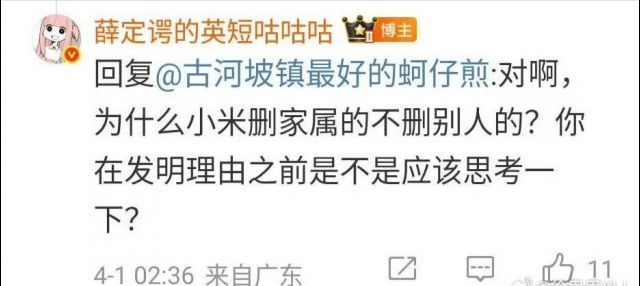 薛定谔的英短咕咕咕 II 博主
回复@古河坡镇最好的蚵仔煎:对啊,
为什么小米删家属的不删别人的？你
在发明理由之前是不是应该思考一
下？
4-1 02:36 来自广东 11